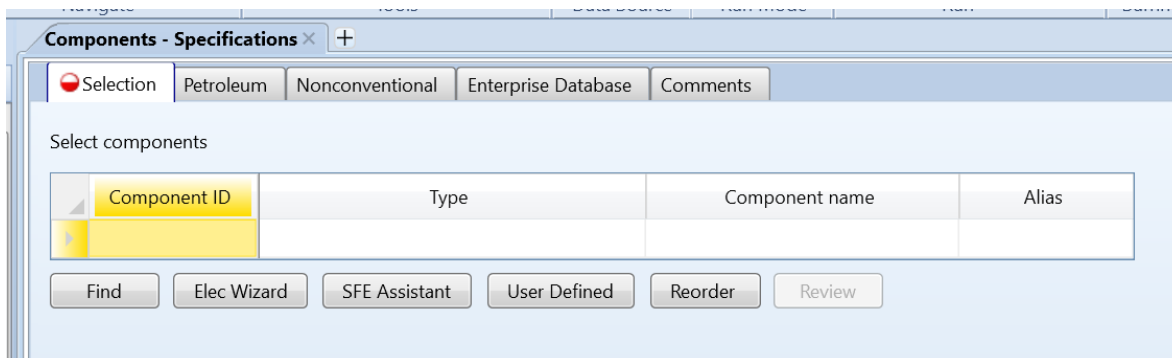 Components - Specifications
Selection Petroleum Nonconventional Enterprise Database Comments
Select components
Component ID Type Component name Alias
Find Elec Wizard SFE Assistant User Defined Reorder Review